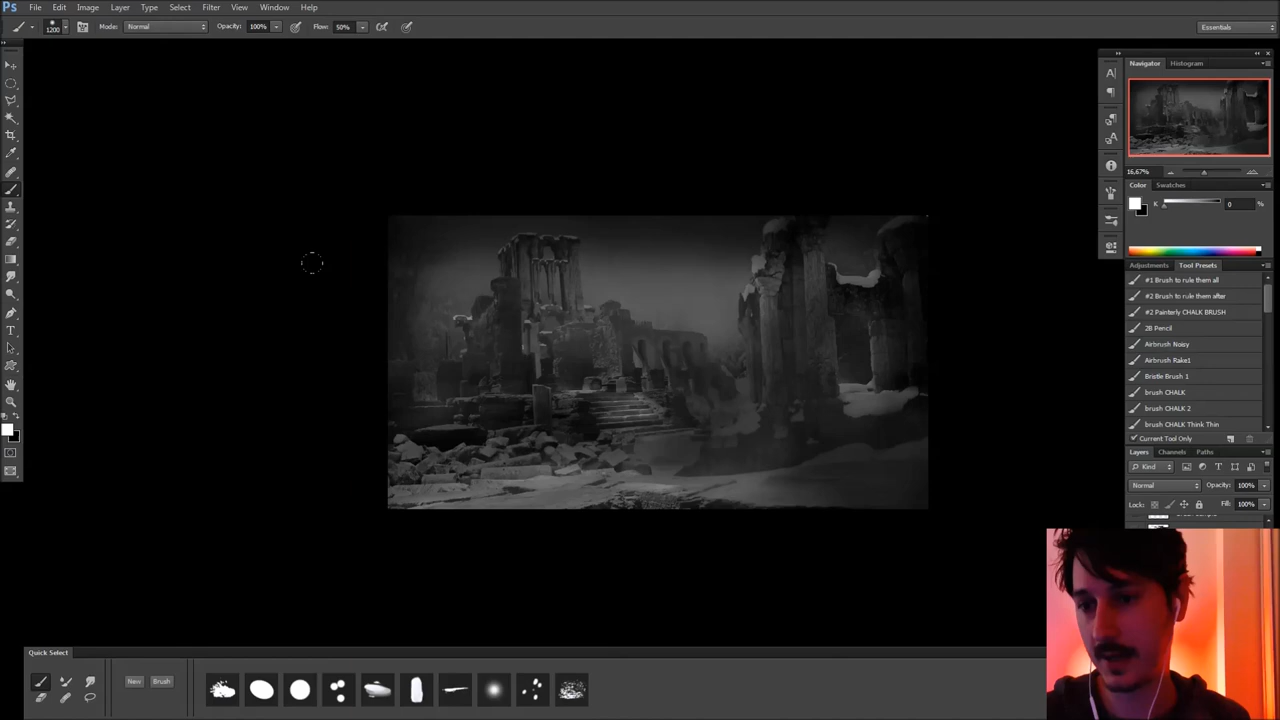 Ps File Edit Image Layer Type Select Filter View Window Help
1200 Mode: Normal Opacity: 100% Flow: 50% Essentials
Navigator Histogram
16,67%
Color Swatches
K 0 %
Adjustments Tool Presets
#1 Brush to rule them all
#2 Brush to rule them after
#2 Painterly CHALK BRUSH
2B Pencil
Airbrush Noisy
Airbrush Rake1
Bristle Brush 1
brush CHALK
brush CHALK 2
brush CHALK Think Thin
Current Tool Only
Layers Channels Paths
Kind
Normal Opacity: 100%
Lock: Fill: 100%
Quick Select
New Brush